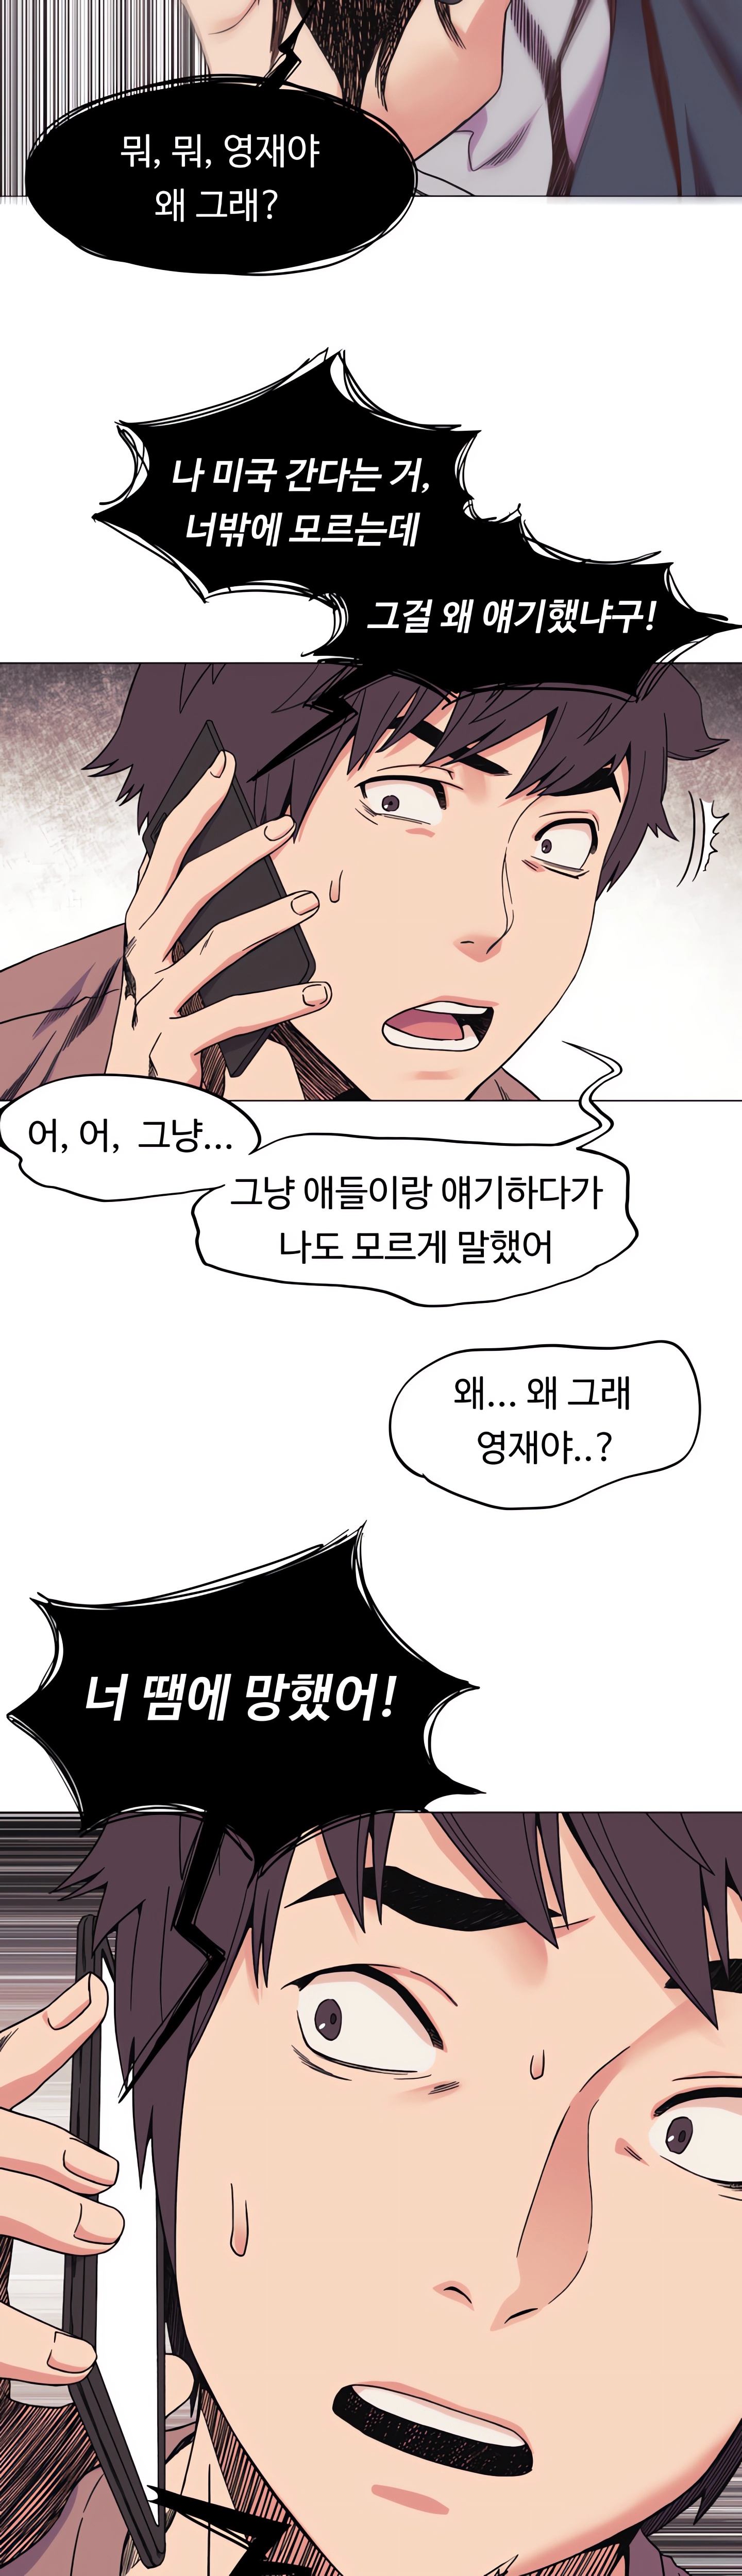 뭐, 뭐, 영재야
왜 그래?
나 미국 간다는 거,
너밖에 모르는데
그걸 왜 얘기했냐구!
어, 어, 그냥...
그냥 애들이랑 얘기하다가
나도 모르게 말했어
왜... 왜 그래
영재야..?
너 땜에 망했어!